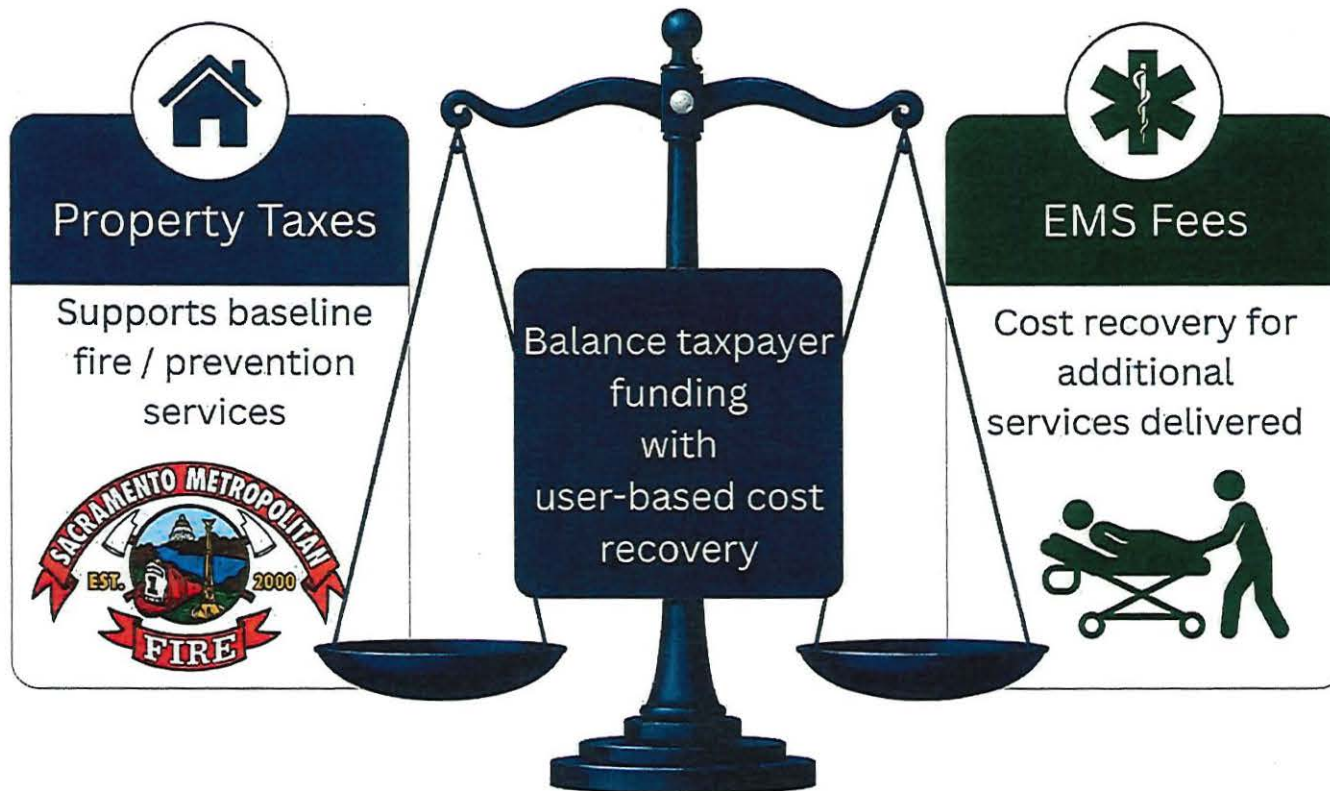 Property Taxes
Supports baseline
fire / prevention
services
SACRAMENTO METROPOLITAN
EST. 2000
FIRE
Balance taxpayer
funding
with
user-based cost
recovery
EMS Fees
Cost recovery for
additional
services delivered